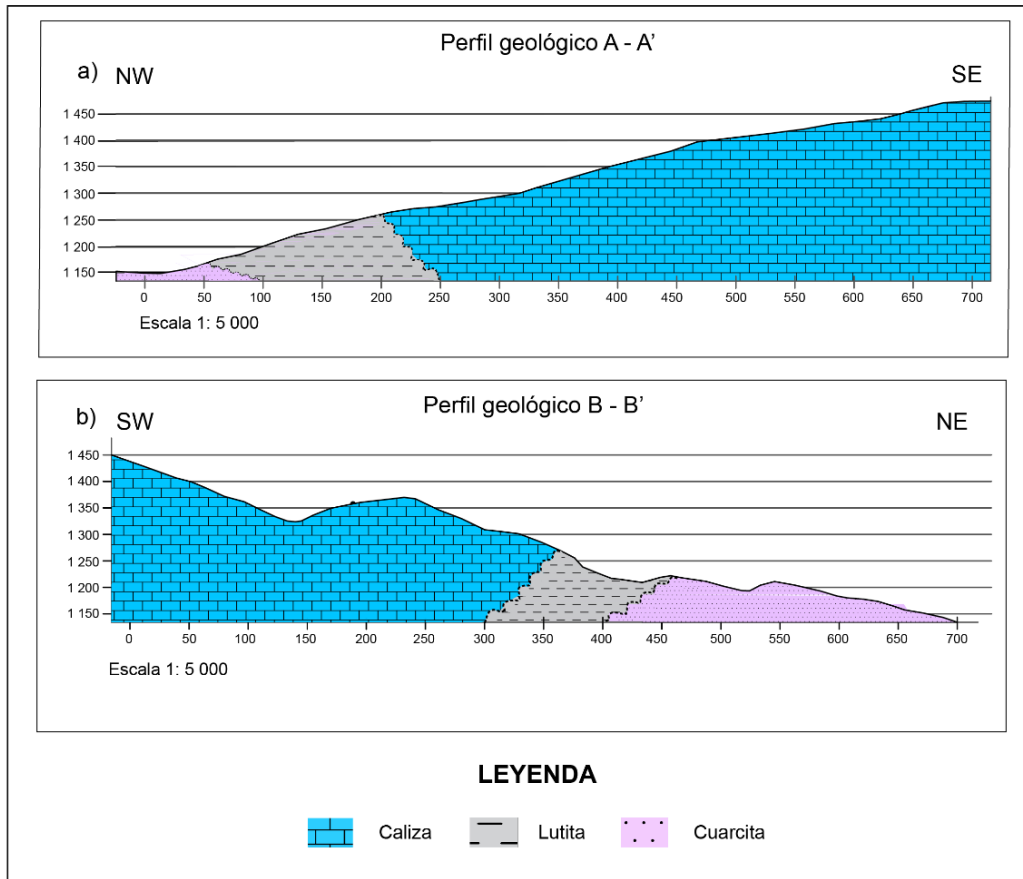 Perfil geológico A - A’
a) NW SE
1 450
1 400
1 350
1 300
1 250
1 200
1 150
0 50 100 150 200 250 300 350 400 450 500 550 600 650 700
Escala 1: 5 000
Perfil geológico B - B’
b) SW NE
1 450
1 400
1 350
1 300
1 250
1 200
1 150
0 50 100 150 200 250 300 350 400 450 500 550 600 650 700
Escala 1: 5 000
LEYENDA
Caliza Lutita Cuarcita